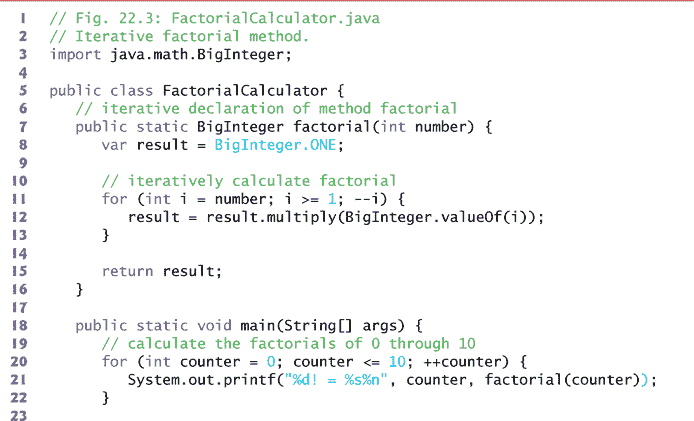 1 // Fig. 22.3: FactorialCalculator.java
2 // Iterative factorial method.
3 import java.math.BigInteger;
4
5 public class FactorialCalculator {
6    // iterative declaration of method factorial
7    public static BigInteger factorial(int number) {
8       var result = BigInteger.ONE;
9
10       // iteratively calculate factorial
11       for (int i = number; i >= 1; --i) {
12          result = result.multiply(BigInteger.valueOf(i));
13       }
14
15       return result;
16    }
17
18    public static void main(String[] args) {
19       // calculate the factorials of 0 through 10
20       for (int counter = 0; counter <= 10; ++counter) {
21          System.out.printf("%d! = %s%n", counter, factorial(counter));
22       }
23